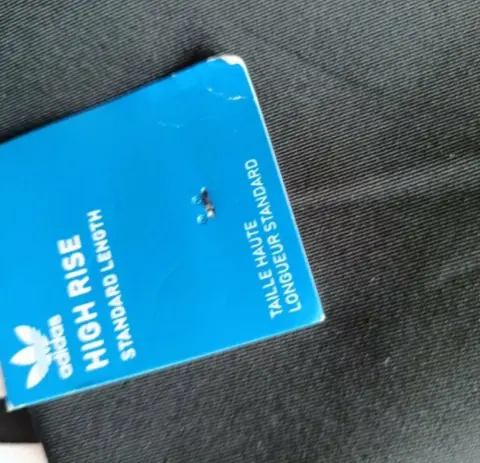 adidas
HIGH RISE
STANDARD LENGTH
TAILLE HAUTE
LONGUEUR STANDARD